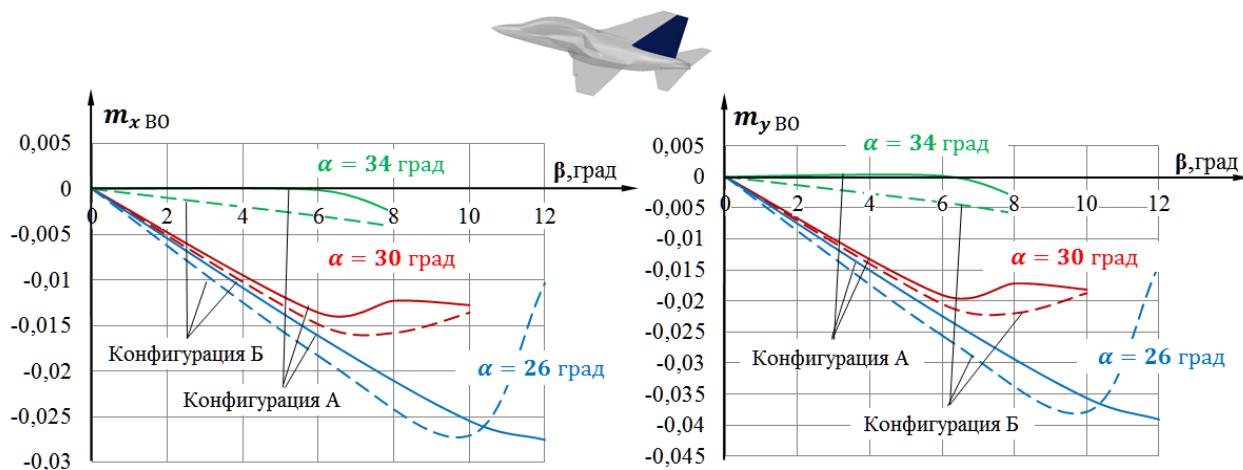 m_x ВО
0,005
0
-0,005
-0,01
-0,015
-0,02
-0,025
-0,03
0 2 4 6 8 10 12
β,град
α = 34 град
α = 30 град
α = 26 град
Конфигурация Б
Конфигурация А
m_y ВО
0,005
0
-0,005
-0,01
-0,015
-0,02
-0,025
-0,03
-0,035
-0,04
-0,045
0 2 4 6 8 10 12
β,град
α = 34 град
α = 30 град
α = 26 град
Конфигурация А
Конфигурация Б